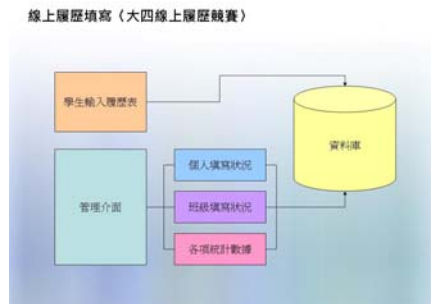 線上履歷填寫（大四線上履歷競賽）
學生輸入履歷表
資料庫
個人填寫狀況
管理介面
班級填寫狀況
各項統計數據